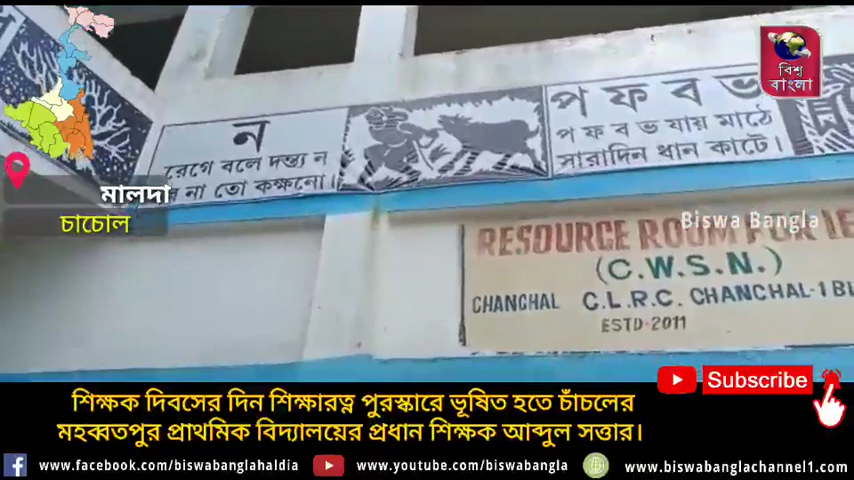 বিশ্ব
বাংলা
ন
রেগে বলে দন্ত্য ন
ব না তো কক্ষনো।
প ফ ব ভ
প ফ ব ভ যায় মাঠে
সারাদিন ধান কাটে।
মালদা
চাচোল
Biswa Bangla
RESOURCE ROOM FOR
(C.W.S.N.)
CHANCHAL C.L.R.C. CHANCHAL-1
ESTD-2011
Subscribe
শিক্ষক দিবসের দিন শিক্ষারত্ন পুরস্কারে ভূষিত হতে চাঁচলের
মহব্বতপুর প্রাথমিক বিদ্যালয়ের প্রধান শিক্ষক আব্দুল সত্তার।
www.facebook.com/biswabanglahaldia www.youtube.com/biswabangla www.biswabanglachannel1.com